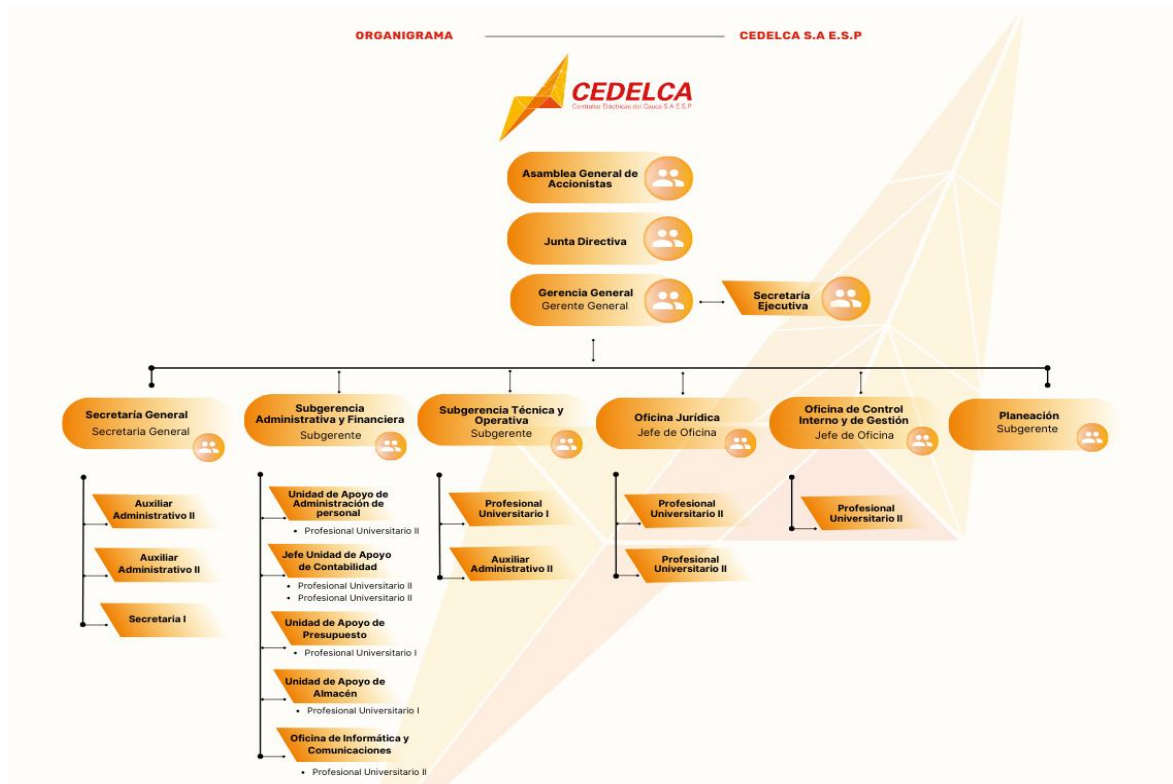 ORGANIGRAMA
CEDELCA S.A E.S.P
CEDELCA
Centrales Eléctricas del Cauca S.A E.S.P
Asamblea General de
Accionistas
Junta Directiva
Gerencia General
Gerente General
Secretaría
Ejecutiva
Secretaría General
Secretaria General
Subgerencia
Administrativa y Financiera
Subgerente
Subgerencia Técnica y
Operativa
Subgerente
Oficina Jurídica
Jefe de Oficina
Oficina de Control
Interno y de Gestión
Jefe de Oficina
Planeación
Subgerente
Auxiliar
Administrativo II
Auxiliar
Administrativo II
Secretaria I
Unidad de Apoyo de
Administración de
personal
• Profesional Universitario II
Jefe Unidad de Apoyo
de Contabilidad
• Profesional Universitario II
• Profesional Universitario II
Unidad de Apoyo de
Presupuesto
• Profesional Universitario I
Unidad de Apoyo de
Almacén
• Profesional Universitario I
Oficina de Informática y
Comunicaciones
• Profesional Universitario II
Profesional
Universitario I
Auxiliar
Administrativo II
Profesional
Universitario II
Profesional
Universitario II
Profesional
Universitario II